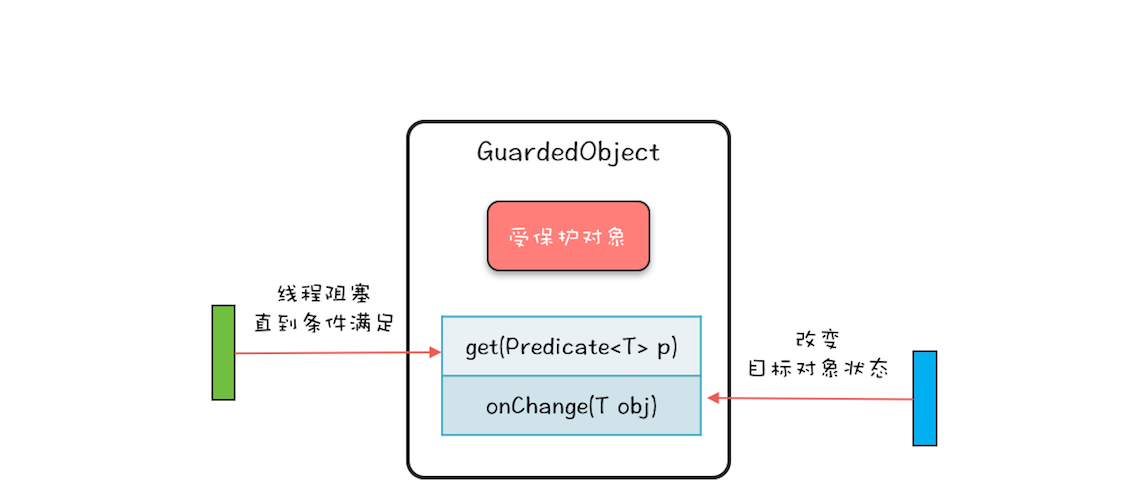 GuardedObject
受保护对象
线程阻塞
直到条件满足
get(Predicate<T> p)
onChange(T obj)
改变
目标对象状态